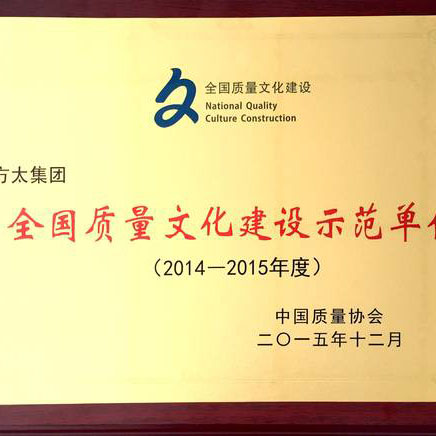 全国质量文化建设
National Quality
Culture Construction
方太集团
全国质量文化建设示范单
（2014—2015年度）
中国质量协会
二〇一五年十二月